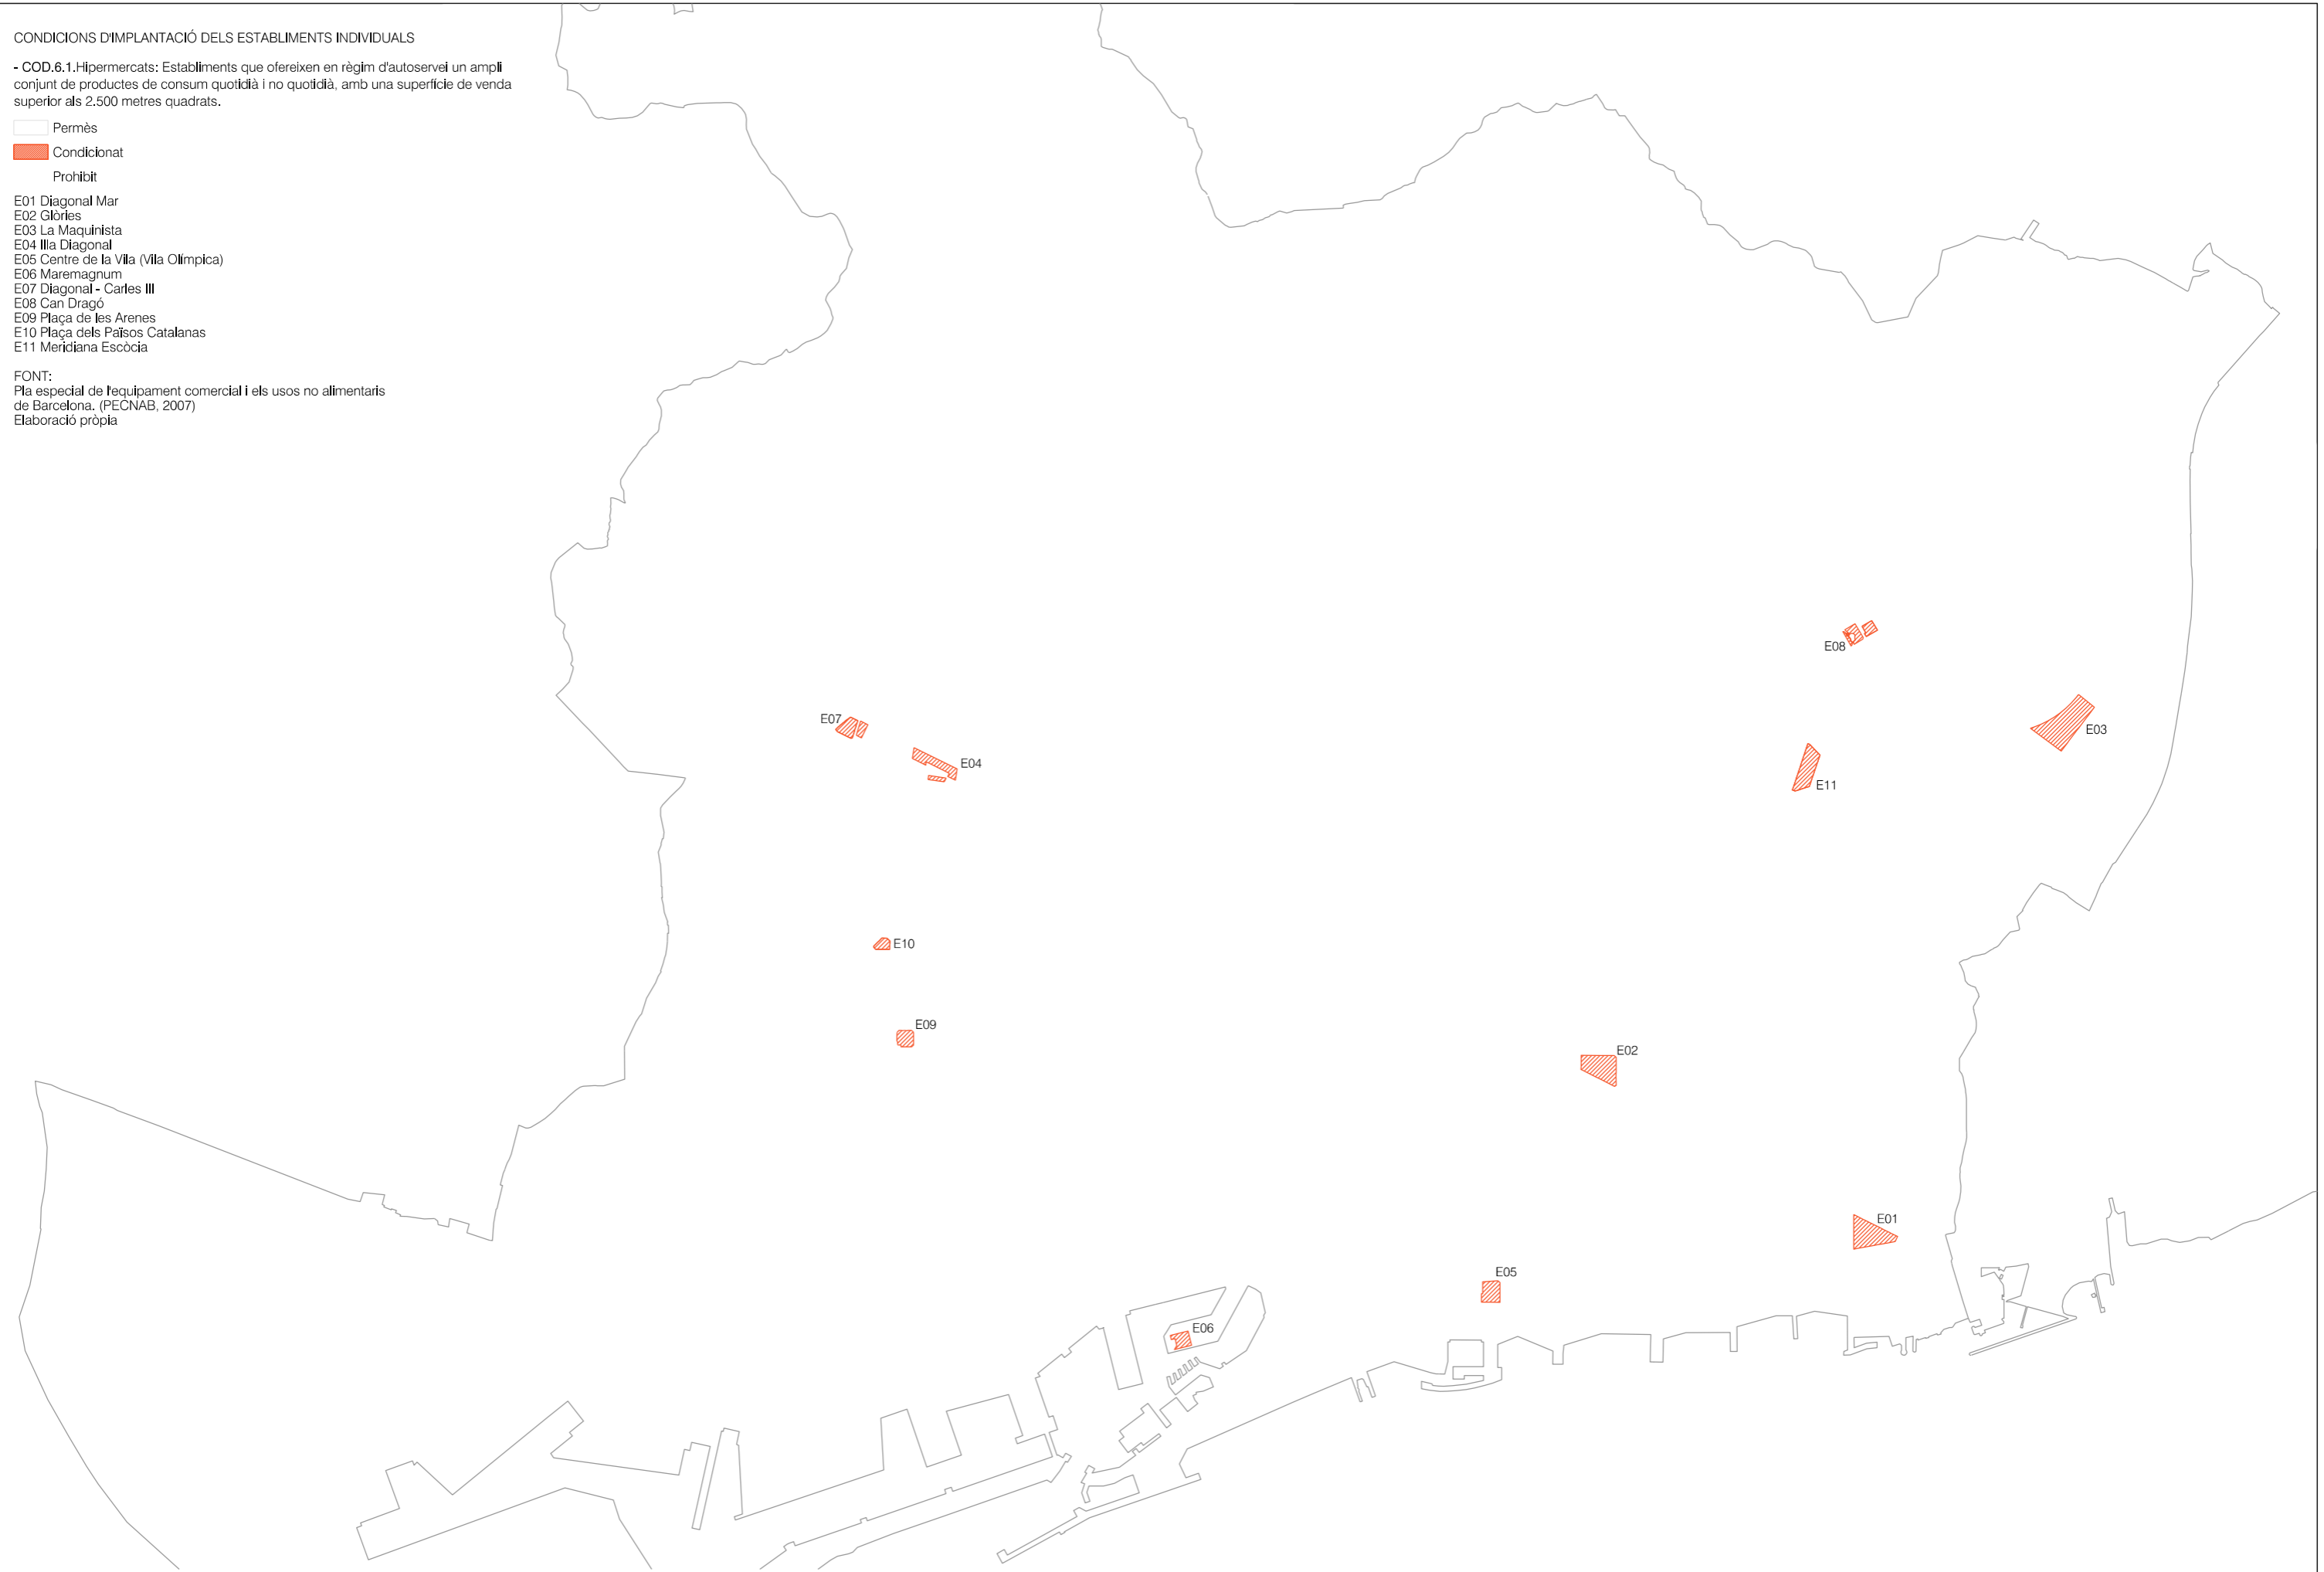 CONDICIONS D'IMPLANTACIÓ DELS ESTABLIMENTS INDIVIDUALS
- COD.6.1.Hipermercats: Establiments que ofereixen en règim d'autoservei un ampli
conjunt de productes de consum quotidià i no quotidià, amb una superfície de venda
superior als 2.500 metres quadrats.
Permès
Condicionat
Prohibit
E01 Diagonal Mar
E02 Glòries
E03 La Maquinista
E04 Illa Diagonal
E05 Centre de la Vila (Vila Olímpica)
E06 Maremagnum
E07 Diagonal - Carles III
E08 Can Dragó
E09 Plaça de les Arenes
E10 Plaça dels Països Catalanas
E11 Meridiana Escòcia
FONT:
Pla especial de l'equipament comercial i els usos no alimentaris
de Barcelona. (PECNAB, 2007)
Elaboració pròpia
E08
E07
E03
E04
E11
E10
E09
E02
E01
E05
E06